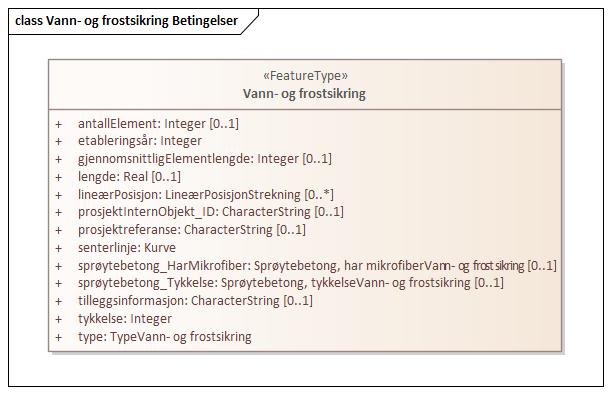 class Vann- og frostsikring Betingelser
«FeatureType»
Vann- og frostsikring
+ antallElement: Integer [0..1]
+ etableringsår: Integer
+ gjennomsnittligElementlengde: Integer [0..1]
+ lengde: Real [0..1]
+ lineærPosisjon: LineærPosisjonStrekning [0..*]
+ prosjektInternObjekt_ID: CharacterString [0..1]
+ prosjektreferanse: CharacterString [0..1]
+ senterlinje: Kurve
+ sprøytebetong_HarMikrofiber: Sprøytebetong, har mikrofiberVann- og frostsikring [0..1]
+ sprøytebetong_Tykkelse: Sprøytebetong, tykkelseVann- og frostsikring [0..1]
+ tilleggsinformasjon: CharacterString [0..1]
+ tykkelse: Integer
+ type: TypeVann- og frostsikring